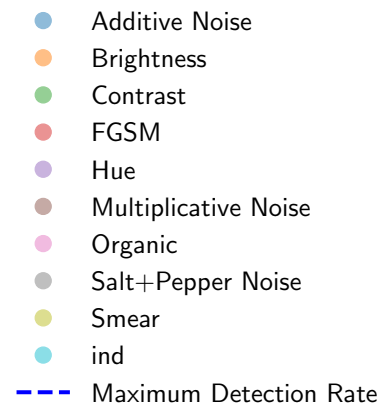 Additive Noise
Brightness
Contrast
FGSM
Hue
Multiplicative Noise
Organic
Salt+Pepper Noise
Smear
ind
Maximum Detection Rate